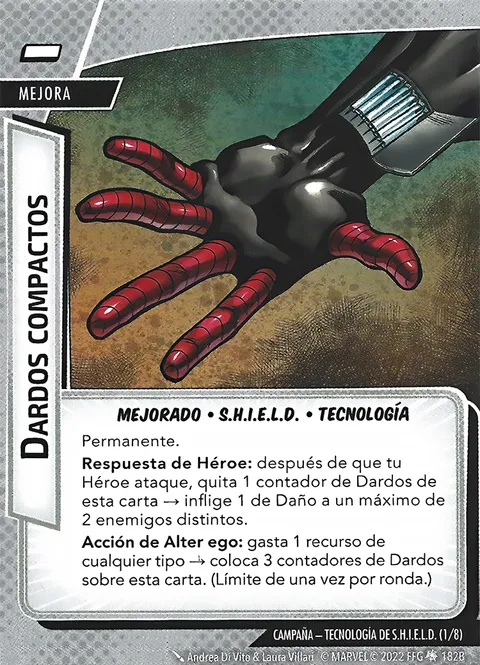 MEJORA
DARDOS COMPACTOS
MEJORADO • S.H.I.E.L.D. • TECNOLOGÍA
Permanente.
Respuesta de Héroe: después de que tu
Héroe ataque, quita 1 contador de Dardos de
esta carta → inflige 1 de Daño a un máximo de
2 enemigos distintos.
Acción de Alter ego: gasta 1 recurso de
cualquier tipo → coloca 3 contadores de Dardos
sobre esta carta. (Límite de una vez por ronda.)
CAMPAÑA – TECNOLOGÍA DE S.H.I.E.L.D. (1/8)
Andrea Di Vito & Laura Villari © MARVEL © 2022 FFG 182B